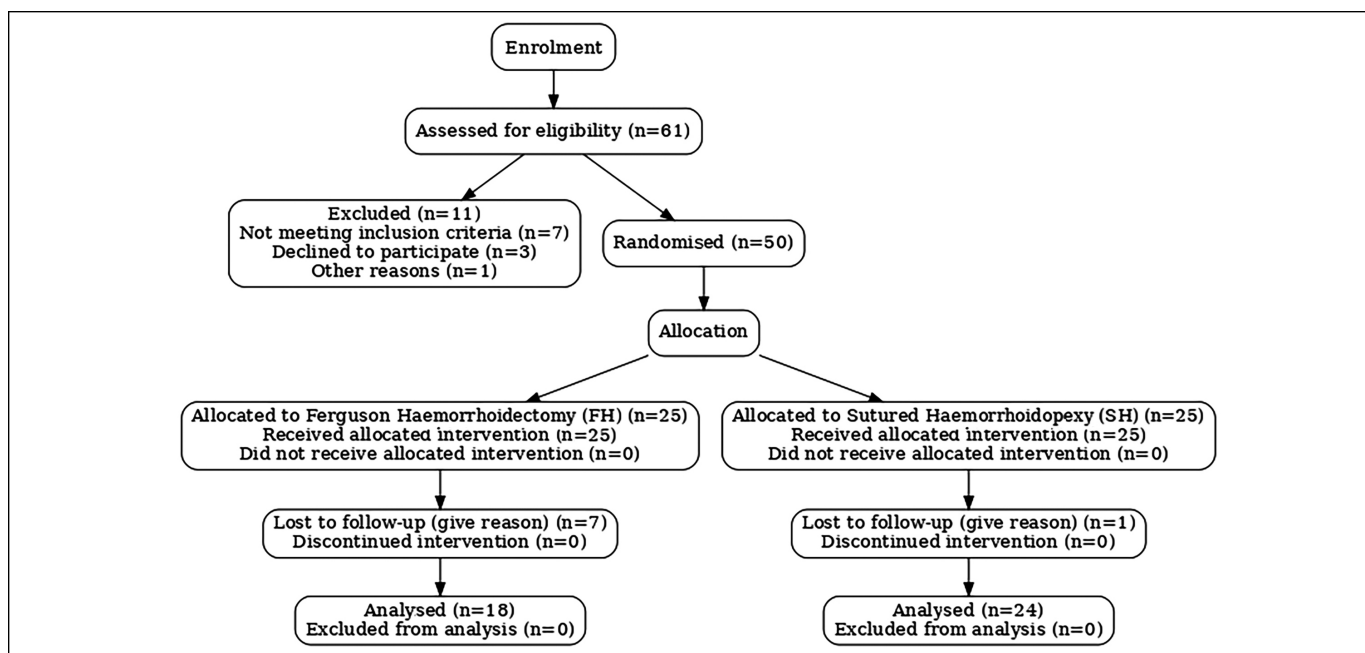 Enrolment
Assessed for eligibility (n=61)
Excluded (n=11)
Not meeting inclusion criteria (n=7)
Declined to participate (n=3)
Other reasons (n=1)
Randomised (n=50)
Allocation
Allocated to Ferguson Haemorrhoidectomy (FH) (n=25)
Received allocated intervention (n=25)
Did not receive allocated intervention (n=0)
Allocated to Sutured Haemorrhoidopexy (SH) (n=25)
Received allocated intervention (n=25)
Did not receive allocated intervention (n=0)
Lost to follow-up (give reason) (n=7)
Discontinued intervention (n=0)
Lost to follow-up (give reason) (n=1)
Discontinued intervention (n=0)
Analysed (n=18)
Excluded from analysis (n=0)
Analysed (n=24)
Excluded from analysis (n=0)